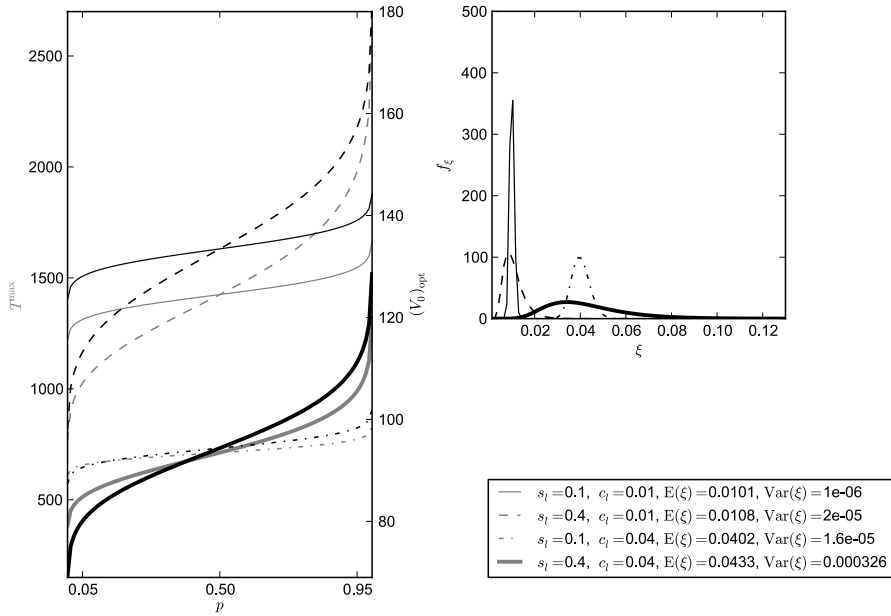 2500
2000
1500
1000
500
T^max
0.05
0.50
0.95
p
180
160
140
120
100
80
(V_0)_opt
500
400
300
200
100
0
f_ξ
0.02
0.04
0.06
0.08
0.10
0.12
ξ
s_l=0.1, c_l=0.01, E(ξ)=0.0101, Var(ξ)=1e-06
s_l=0.4, c_l=0.01, E(ξ)=0.0108, Var(ξ)=2e-05
s_l=0.1, c_l=0.04, E(ξ)=0.0402, Var(ξ)=1.6e-05
s_l=0.4, c_l=0.04, E(ξ)=0.0433, Var(ξ)=0.000326